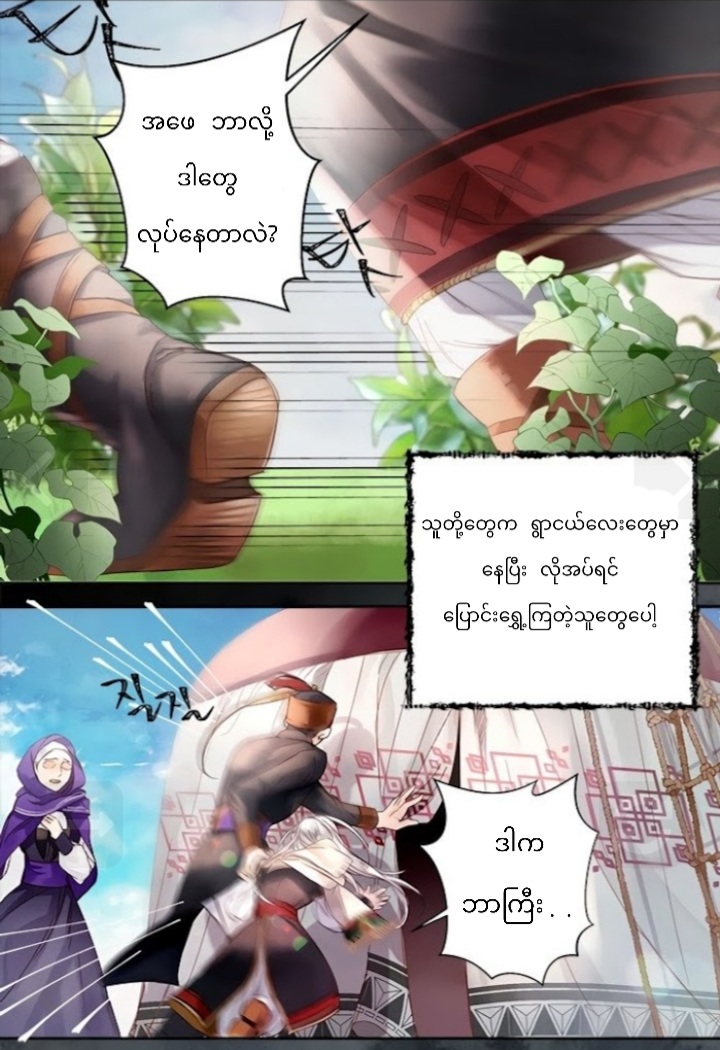 အဖေ ဘာလို့
ဒါတွေ
လုပ်နေတာလဲ?
သူတို့တွေက ရွာငယ်လေးတွေမှာ
နေပြီး လိုအပ်ရင်
ပြောင်းရွှေ့ကြတဲ့သူတွေပေါ့
질질
ဒါက
ဘာကြီး . .